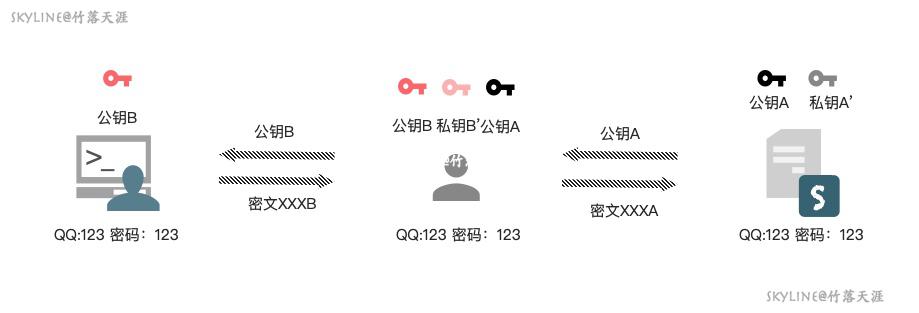 SKYLINE@竹落天涯
公钥B
公钥B 私钥B’公钥A
公钥A 私钥A’
公钥B
公钥A
>_
@竹
S
密文XXXB
密文XXXA
QQ:123 密码：123
QQ:123 密码：123
QQ:123 密码：123
SKYLINE@竹落天涯